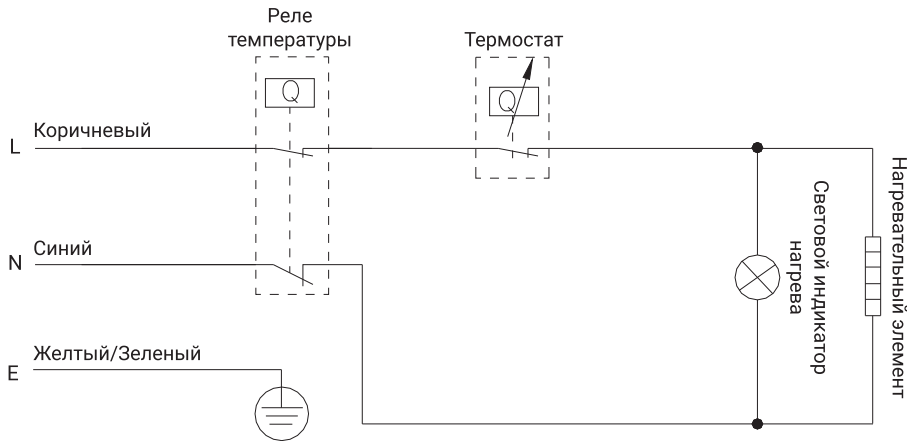 Реле
температуры
Термостат
Q
Q
L
Коричневый
N
Синий
E
Желтый/Зеленый
Световой индикатор
нагрева
Нагревательный элемент